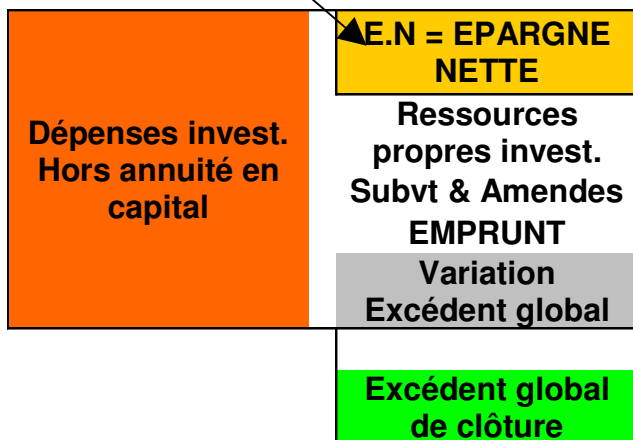 Dépenses invest.
Hors annuité en
capital
E.N = EPARGNE
NETTE
Ressources
propres invest.
Subvt & Amendes
EMPRUNT
Variation
Excédent global
Excédent global
de clôture